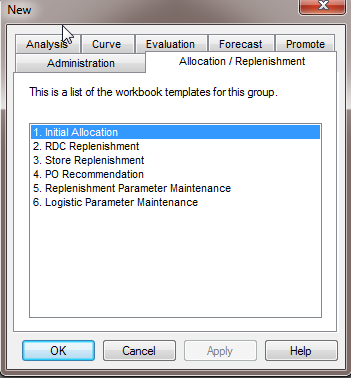 New
Analysis Curve Evaluation Forecast Promote
Administration Allocation / Replenishment
This is a list of the workbook templates for this group.
1. Initial Allocation
2. RDC Replenishment
3. Store Replenishment
4. PO Recommendation
5. Replenishment Parameter Maintenance
6. Logistic Parameter Maintenance
OK Cancel Apply Help